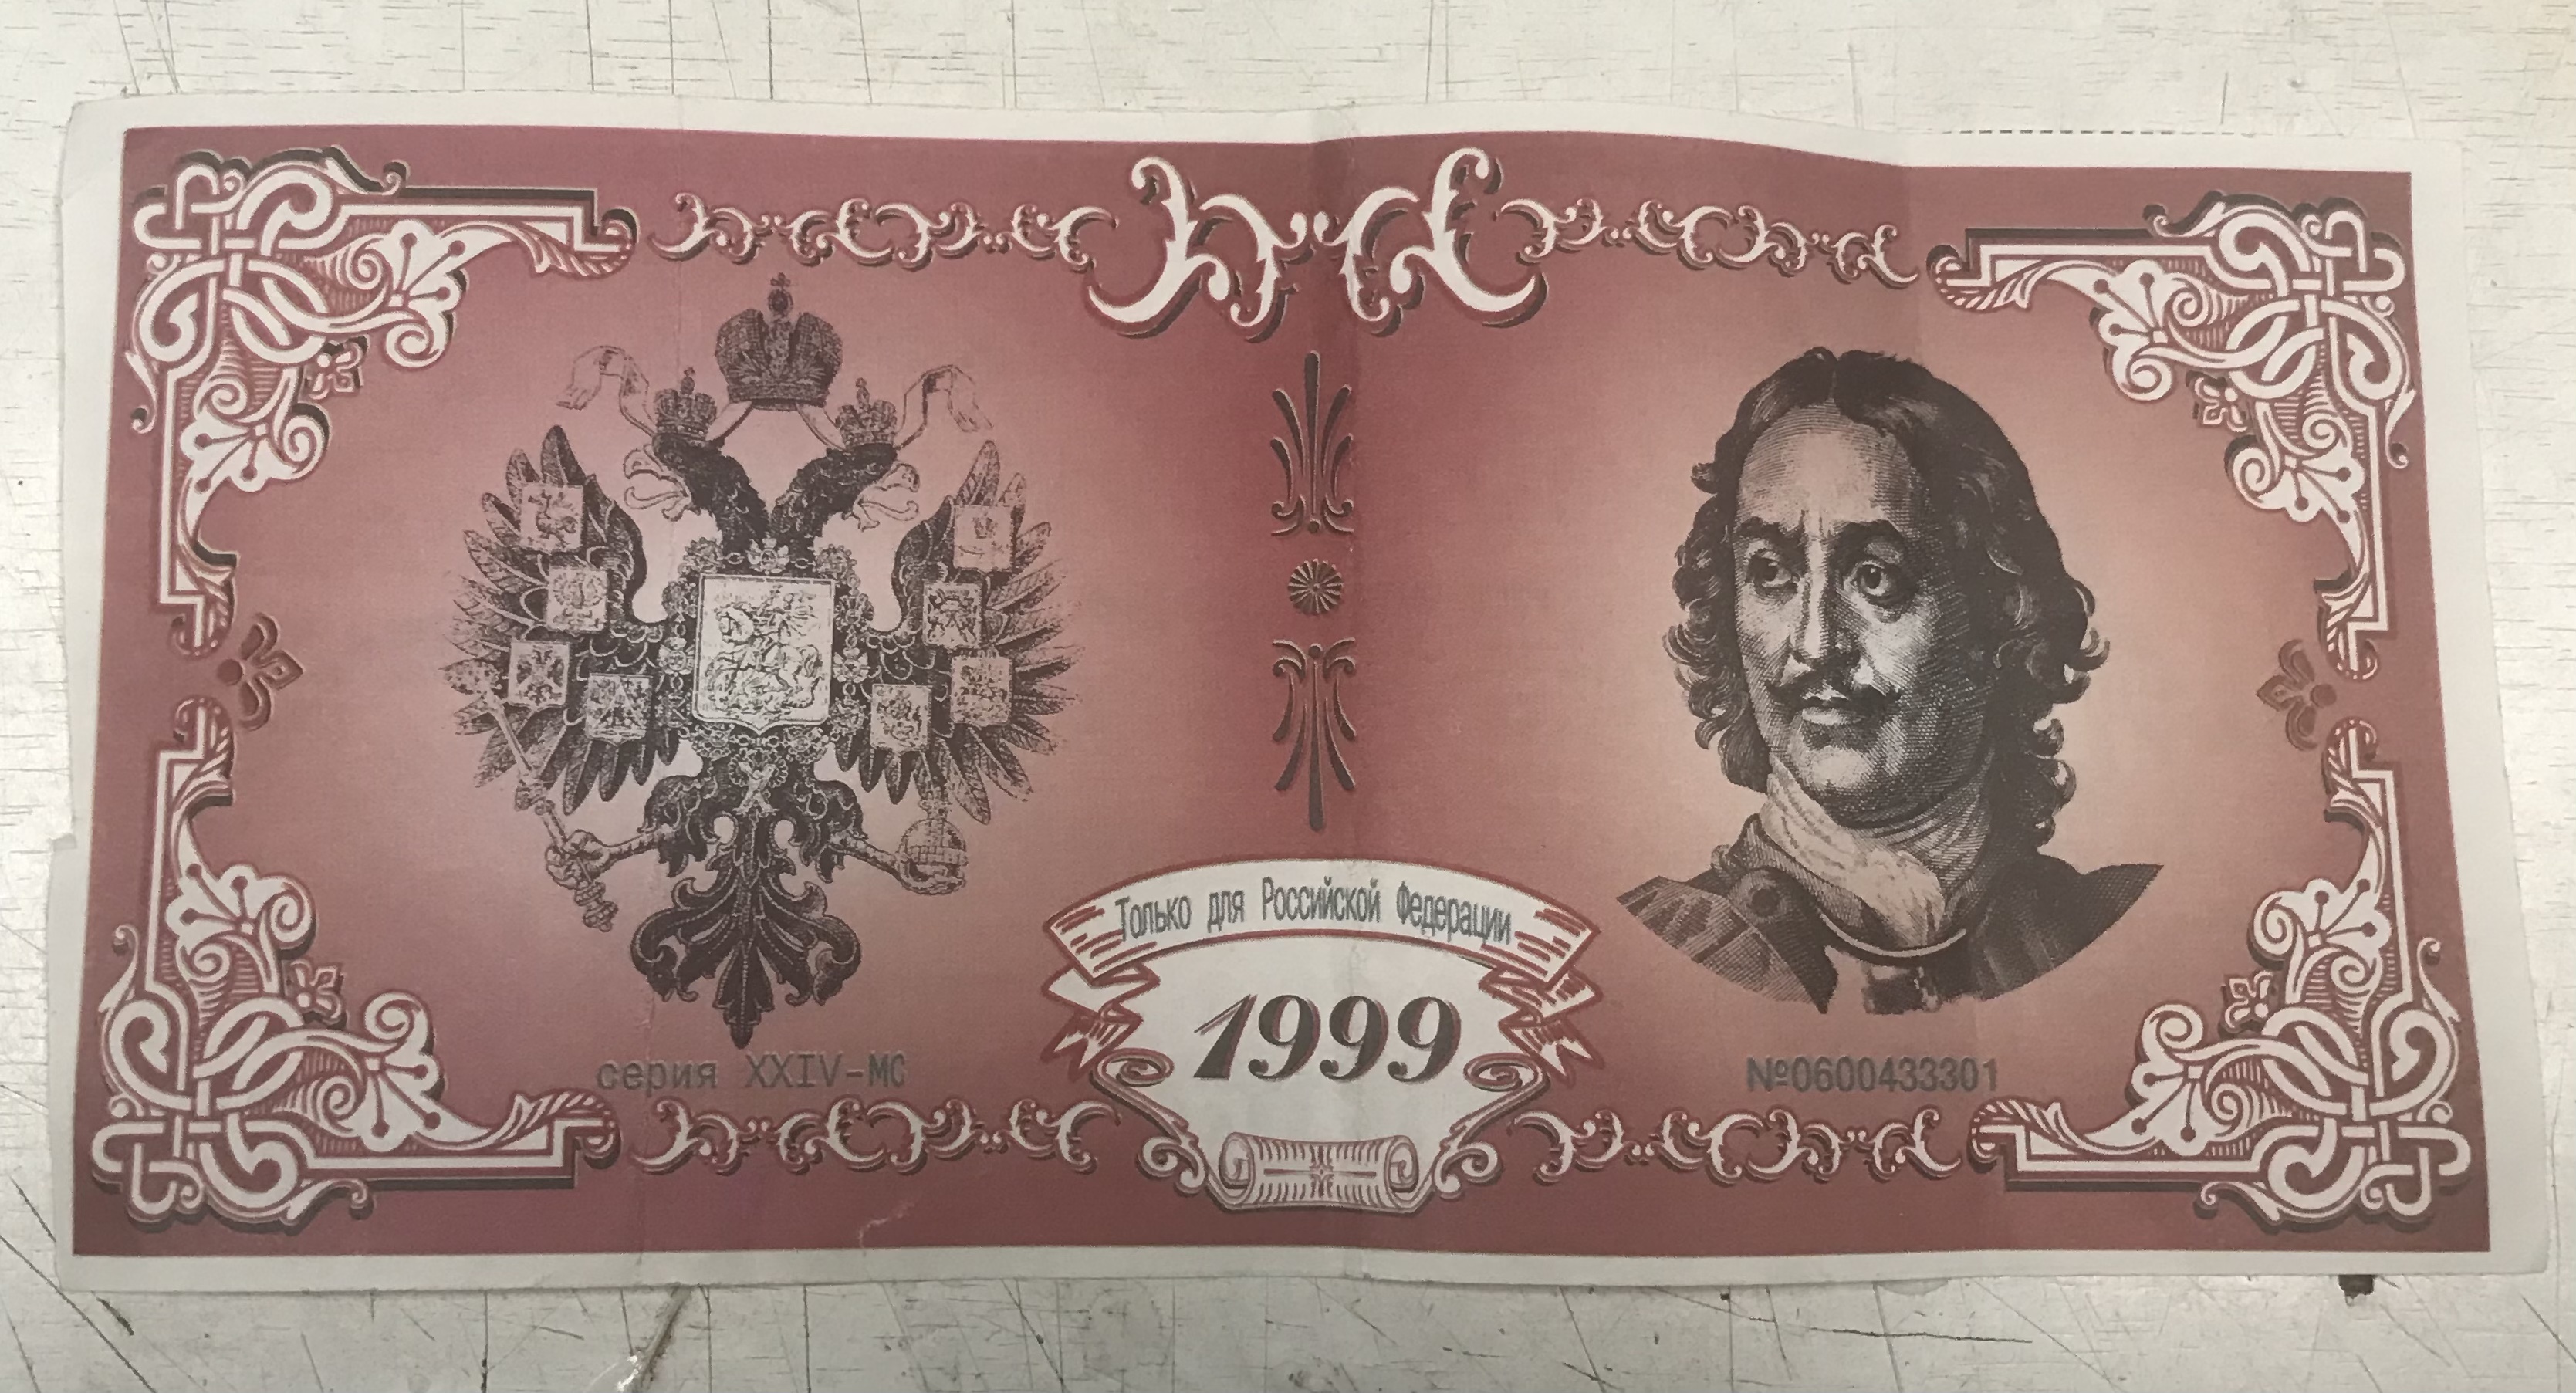 Только для Российской Федерации
1999
серия XXIV-МС
№0600433301